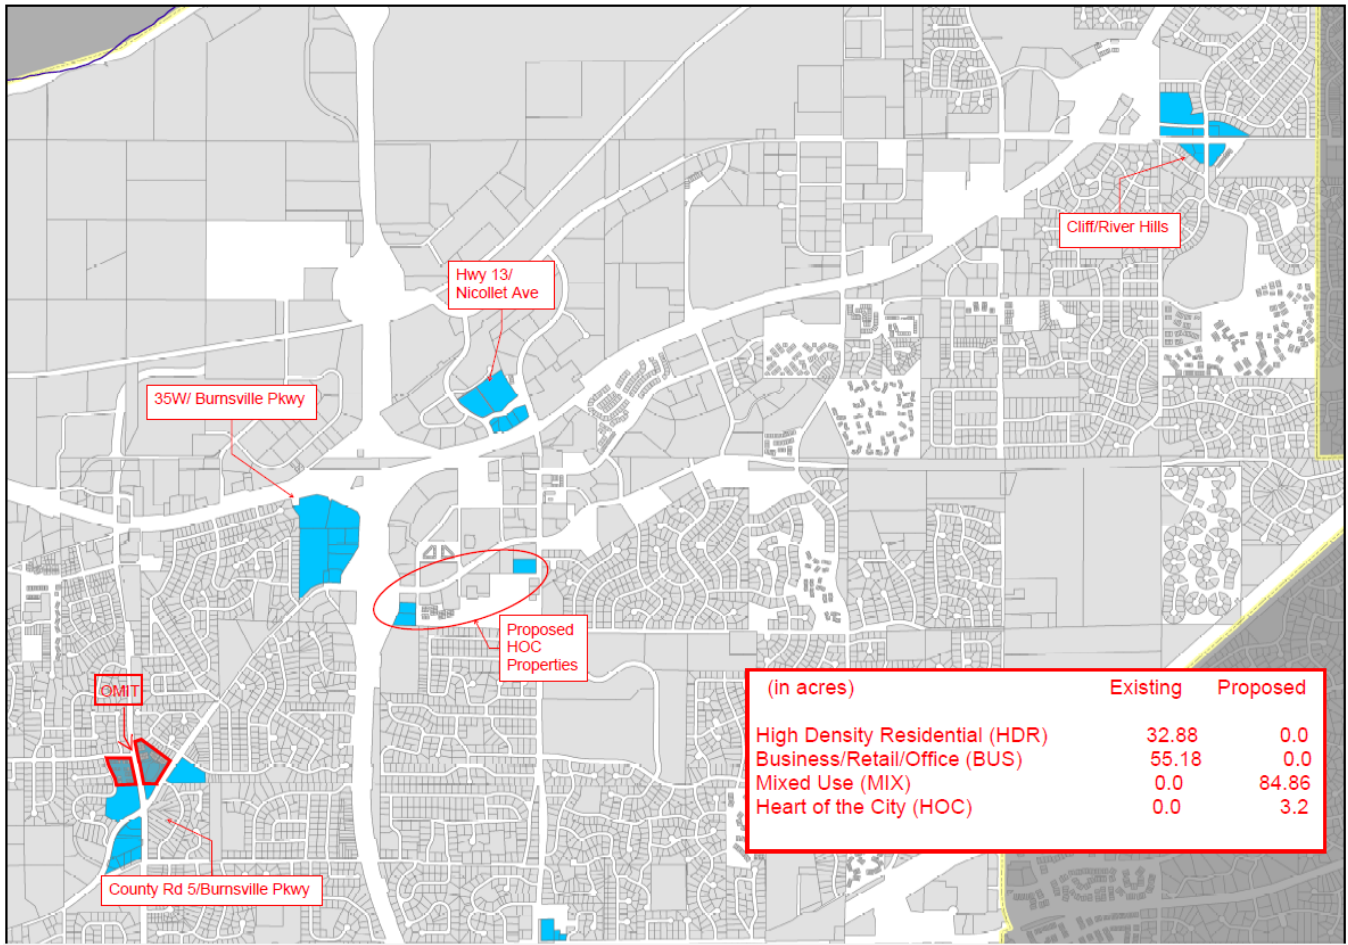 Cliff/River Hills
Hwy 13/
Nicollet Ave
35W/ Burnsville Pkwy
Proposed
HOC
Properties
OMIT
County Rd 5/Burnsville Pkwy
(in acres) Existing Proposed
High Density Residential (HDR) 32.88 0.0
Business/Retail/Office (BUS) 55.18 0.0
Mixed Use (MIX) 0.0 84.86
Heart of the City (HOC) 0.0 3.2